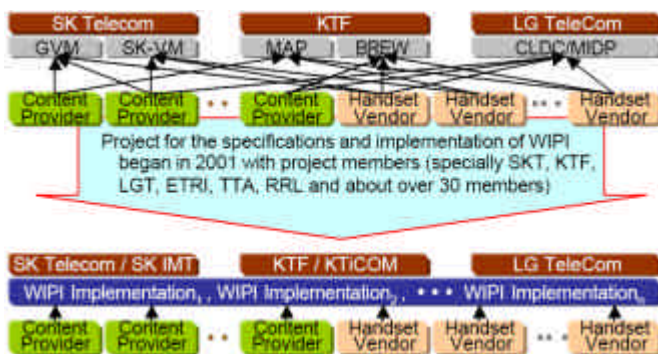 SK Telecom KTF LG TeleCom
GVM SK-VM MAP BREW CLDC/MIDP
Content Provider Content Provider Content Provider Handset Vendor Handset Vendor Handset Vendor
Project for the specifications and implementation of WIPI
began in 2001 with project members (specially SKT, KTF,
LGT, ETRI, TTA, RRL and about over 30 members)
SK Telecom / SK IMT KTF / KTiCOM LG TeleCom
WIPI Implementation1, WIPI Implementation2, • • • WIPI Implementationn
Content Provider Content Provider Content Provider Handset Vendor Handset Vendor Handset Vendor